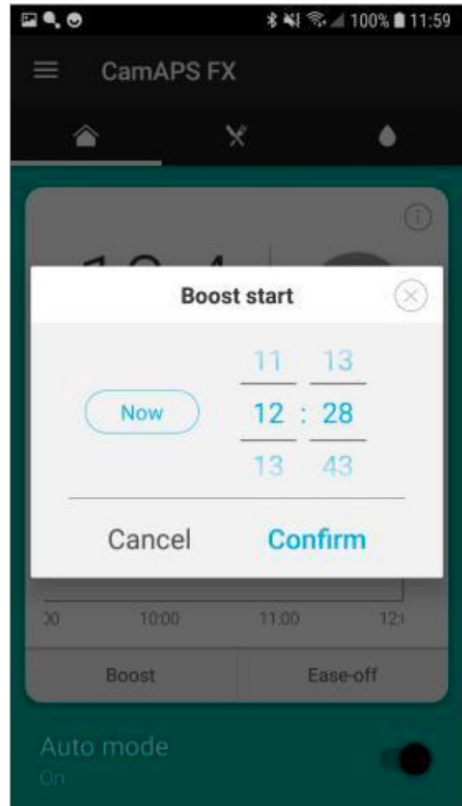 100% 11:59
CamAPS FX
Boost start
11 13
Now 12 : 28
13 43
Cancel Confirm
10:00 11:00
Boost Ease-off
Auto mode
On